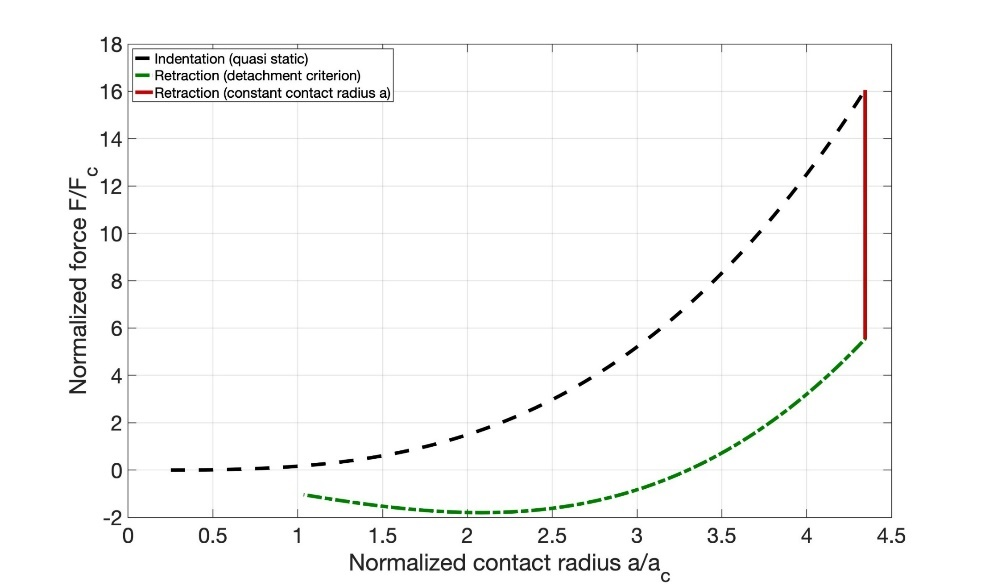 18
Indentation (quasi static)
Retraction (detachment criterion)
Retraction (constant contact radius a)
16
14
12
10
8
6
4
2
0
-2
Normalized force F/Fc
0 0.5 1 1.5 2 2.5 3 3.5 4 4.5
Normalized contact radius a/ac